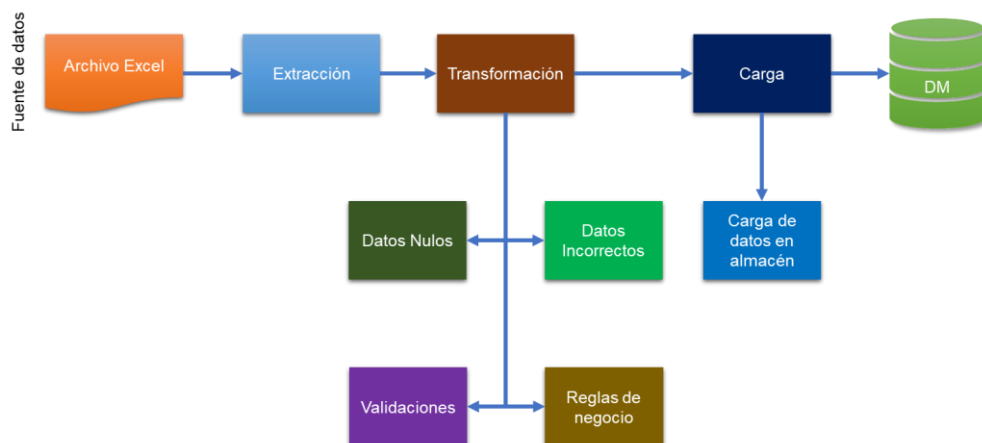 Fuente de datos
Archivo Excel
Extracción
Transformación
Carga
DM
Datos Nulos
Datos
Incorrectos
Carga de
datos en
almacén
Validaciones
Reglas de
negocio